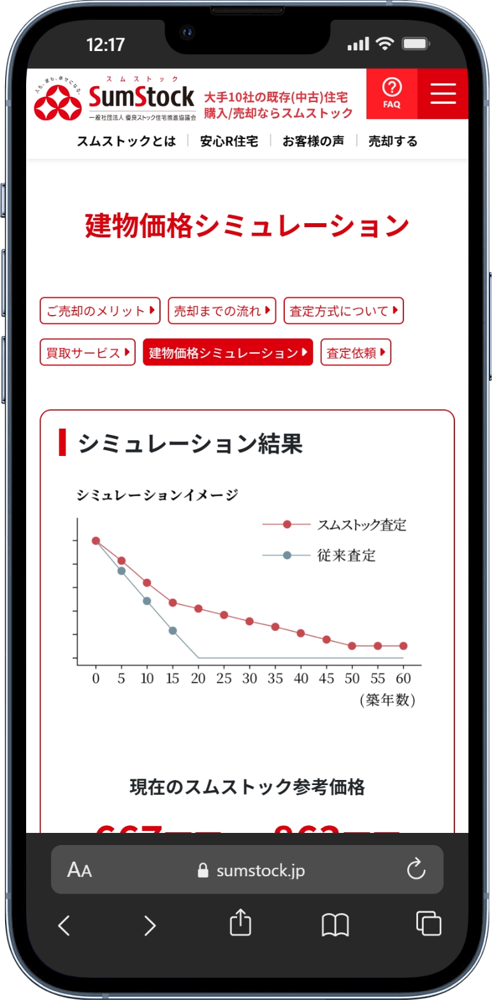 12:17
人も、家も、幸せになる。
スムストック
SumStock
一般社団法人 優良ストック住宅推進協議会
大手10社の既存(中古)住宅
購入/売却ならスムストック
FAQ
スムストックとは
安心R住宅
お客様の声
売却する
建物価格シミュレーション
ご売却のメリット
売却までの流れ
査定方式について
買取サービス
建物価格シミュレーション
査定依頼
シミュレーション結果
シミュレーションイメージ
スムストック査定
従来査定
0 5 10 15 20 25 30 35 40 45 50 55 60
(築年数)
現在のスムストック参考価格
AA
sumstock.jp